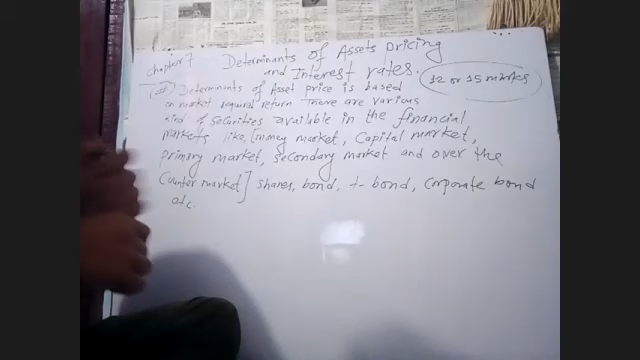 Chapter 7 Determinants of Assets pricing
and Interest rates.
12 or 15 marks
Determinants of Asset price is based
on market required return There are various
kind of securities available in the financial
markets like, [money market, Capital market,
primary market, secondary market and over the
Counter market] shares, bond, t- bond, Corporate bond
etc.